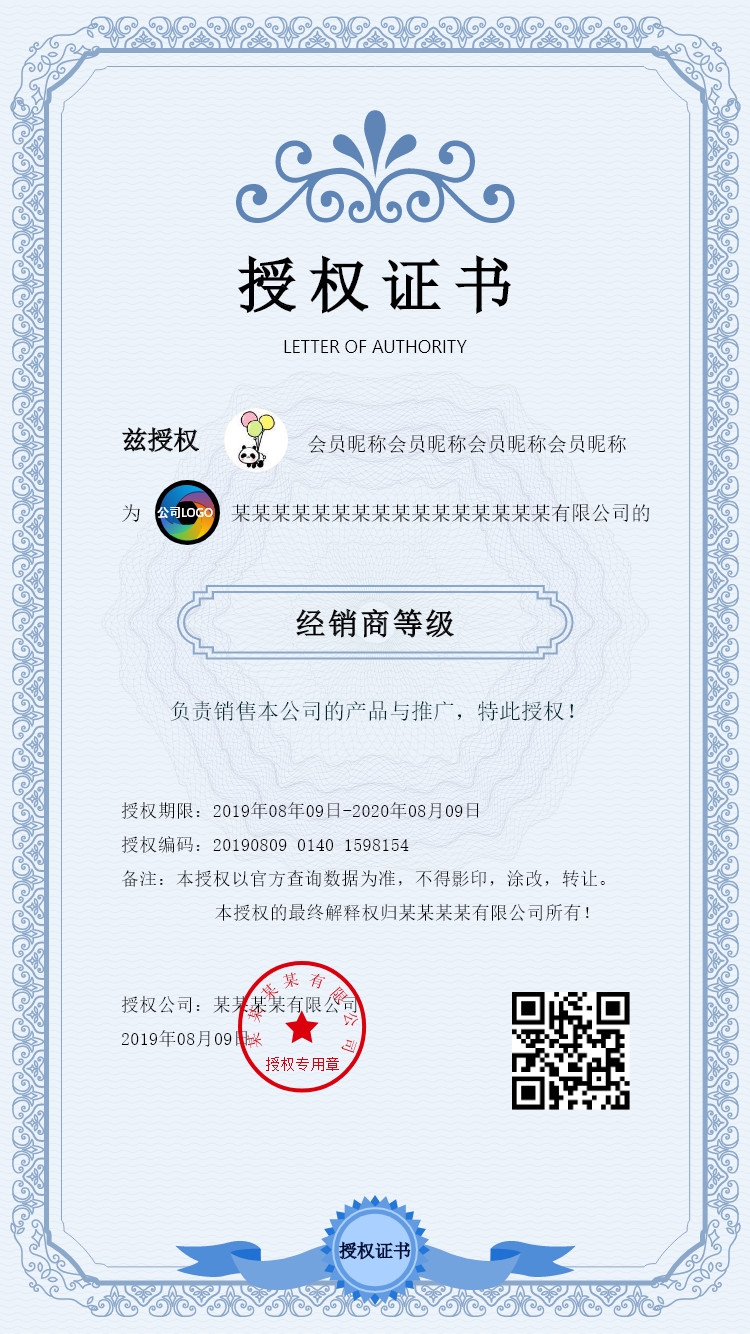 授权证书
LETTER OF AUTHORITY
兹授权 会员昵称会员昵称会员昵称会员昵称
为 公司LOGO 某某某某某某某某某某某某某某某某有限公司的
经销商等级
负责销售本公司的产品与推广，特此授权！
授权期限：2019年08年09日-2020年08月09日
授权编码：20190809 0140 1598154
备注：本授权以官方查询数据为准，不得影印，涂改，转让。
本授权的最终解释权归某某某某有限公司所有！
授权公司：某某某某有限公司
2019年08月09日
某某某某有限公司
授权专用章
授权证书